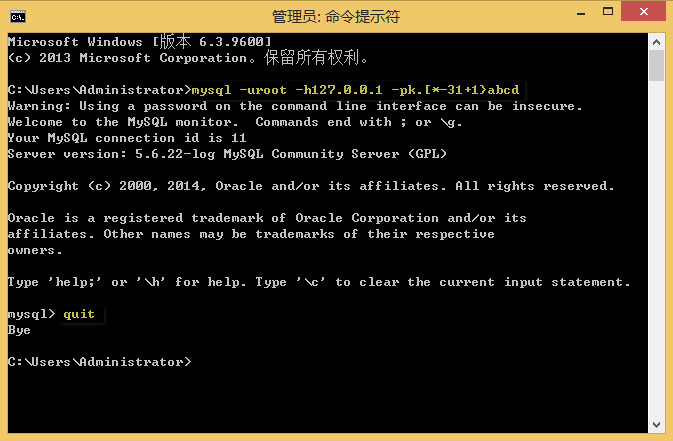 管理员: 命令提示符
Microsoft Windows [版本 6.3.9600]
(c) 2013 Microsoft Corporation。保留所有权利。
C:\Users\Administrator>mysql -uroot -h127.0.0.1 -pk.[*-31+1}abcd
Warning: Using a password on the command line interface can be insecure.
Welcome to the MySQL monitor.  Commands end with ; or \g.
Your MySQL connection id is 11
Server version: 5.6.22-log MySQL Community Server (GPL)
Copyright (c) 2000, 2014, Oracle and/or its affiliates. All rights reserved.
Oracle is a registered trademark of Oracle Corporation and/or its
affiliates. Other names may be trademarks of their respective
owners.
Type 'help;' or '\h' for help. Type '\c' to clear the current input statement.
mysql> quit
Bye
C:\Users\Administrator>